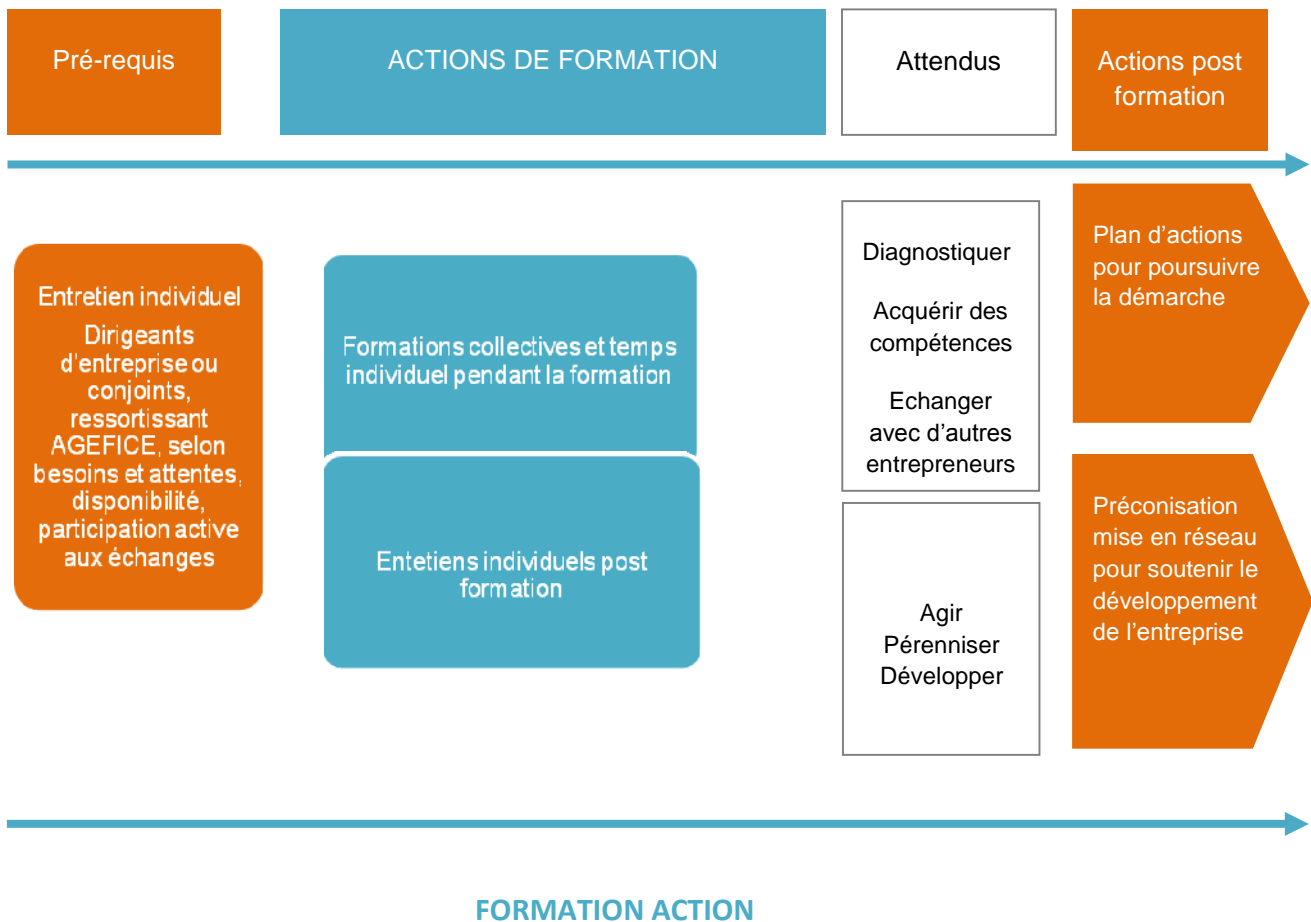 Pré-requis
ACTIONS DE FORMATION
Attendus
Actions post
formation
Entretien individuel
Dirigeants
d'entreprise ou
conjoints,
ressortissant
AGEFICE, selon
besoins et attentes,
disponibilité,
participation active
aux échanges
Formations collectives et temps
individuel pendant la formation
Entetiens individuels post
formation
Diagnostiquer
Acquérir des
compétences
Echanger
avec d'autres
entrepreneurs
Agir
Pérenniser
Développer
Plan d'actions
pour poursuivre
la démarche
Préconisation
mise en réseau
pour soutenir le
développement
de l'entreprise
FORMATION ACTION